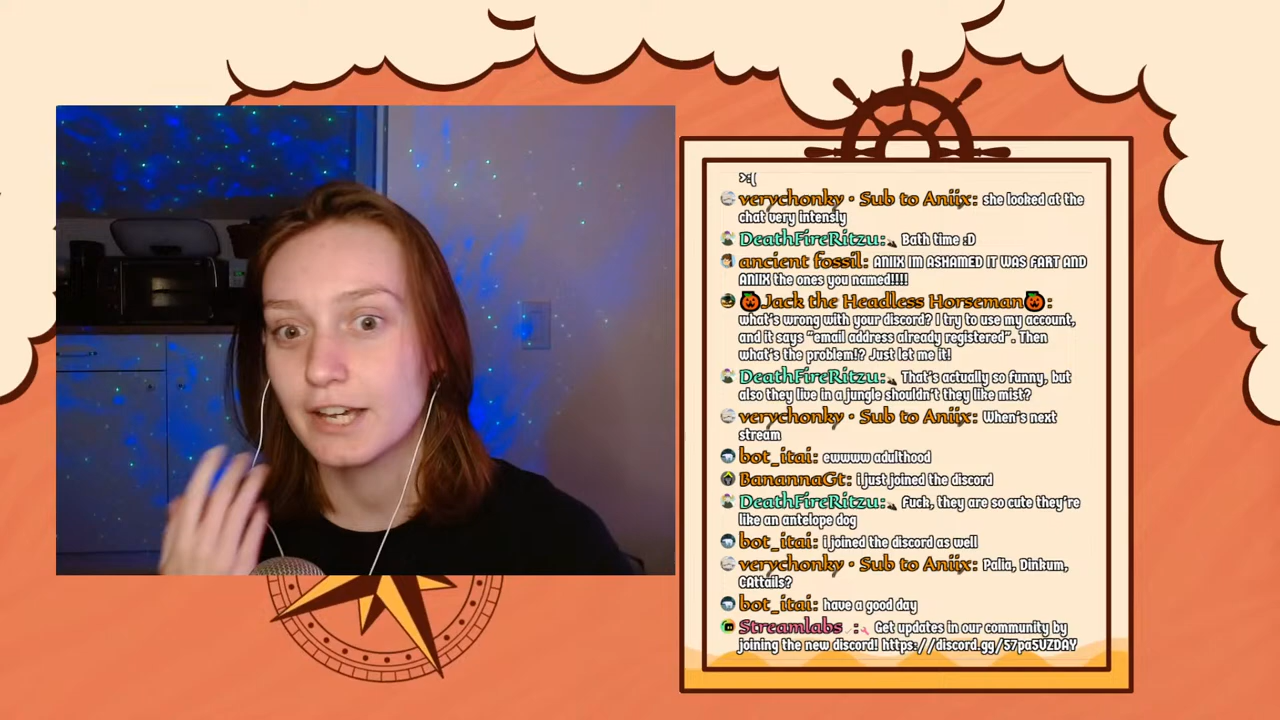 >:(
verychonky • Sub to Aniix: she looked at the
chat very intensly
DeathFireRitzu: Bath time :D
ancient fossil: ANIIX IM ASHAMED IT WAS FART AND
ANIIX the ones you named!!!!
🎃Jack the Headless Horseman🎃:
what's wrong with your discord? I try to use my account,
and it says "email address already registered". Then
what's the problem!? Just let me it!
DeathFireRitzu: That's actually so funny, but
also they live in a jungle shouldn't they like mist?
verychonky • Sub to Aniix: When's next
stream
bot_itai: ewwww adulthood
BanannaGt: i just joined the discord
DeathFireRitzu: Fuck, they are so cute they're
like an antelope dog
bot_itai: i joined the discord as well
verychonky • Sub to Aniix: Palia, Dinkum,
CAttails?
bot_itai: have a good day
Streamlabs : Get updates in our community by
joining the new discord! https://discord.gg/57paSUZDAY